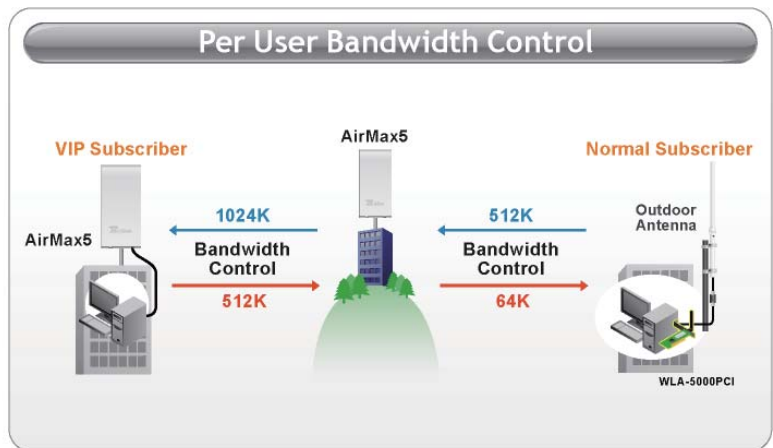 Per User Bandwidth Control
VIP Subscriber
AirMax5
1024K
Bandwidth
Control
512K
AirMax5
512K
Bandwidth
Control
64K
Normal Subscriber
Outdoor
Antenna
WLA-5000PCI